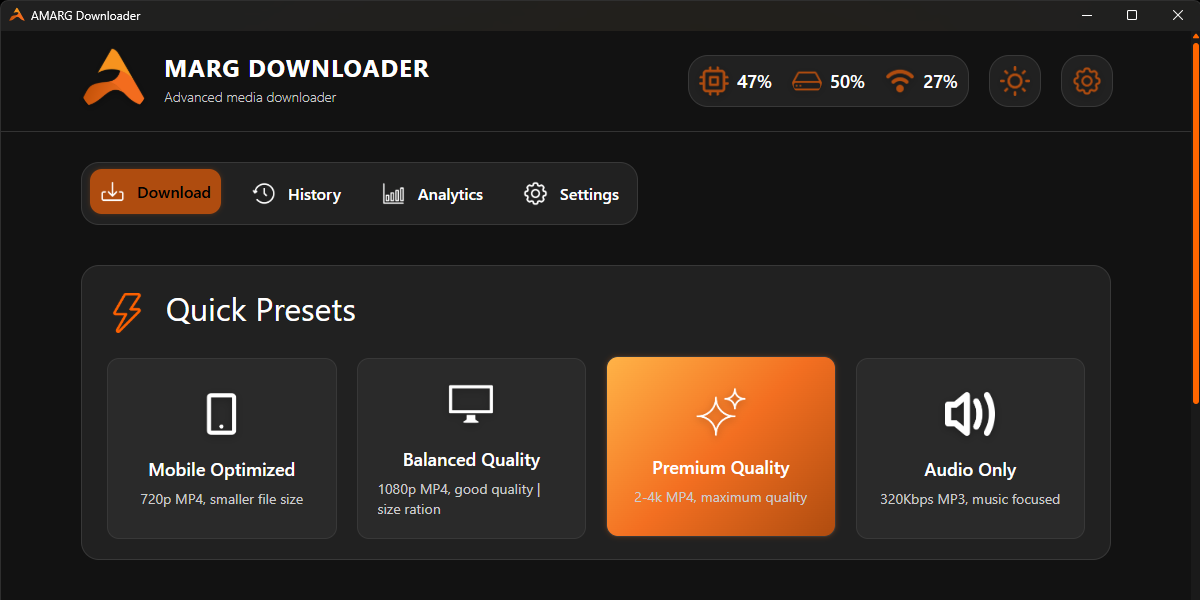 AMARG Downloader
MARG DOWNLOADER
Advanced media downloader
47% 50% 27%
Download History Analytics Settings
Quick Presets
Mobile Optimized
720p MP4, smaller file size
Balanced Quality
1080p MP4, good quality |
size ration
Premium Quality
2-4k MP4, maximum quality
Audio Only
320Kbps MP3, music focused